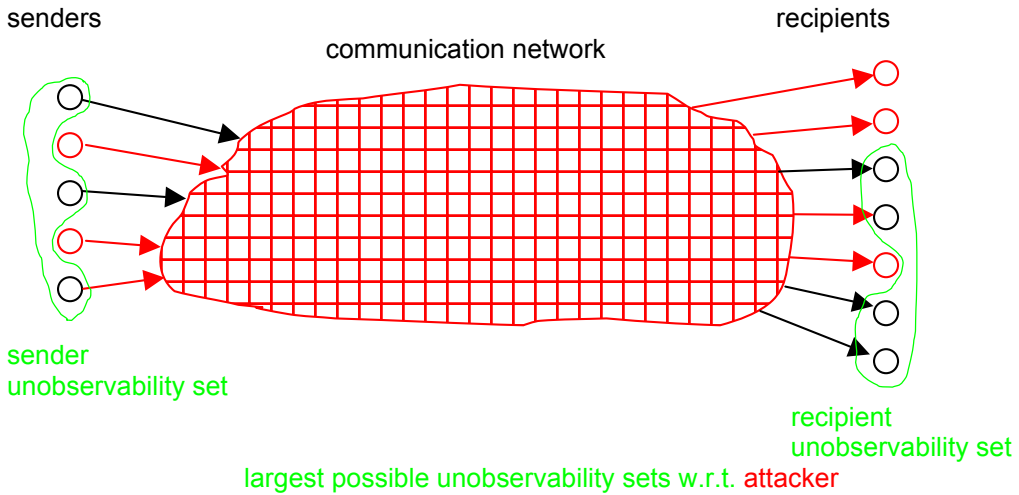 senders
recipients
communication network
sender
unobservability set
recipient
unobservability set
largest possible unobservability sets w.r.t. attacker